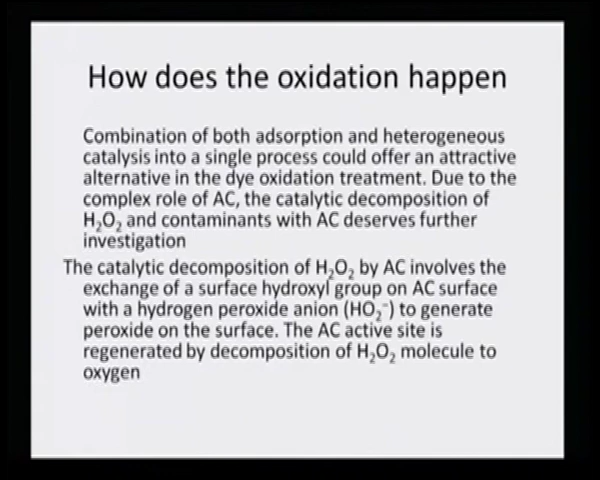 How does the oxidation happen
Combination of both adsorption and heterogeneous
catalysis into a single process could offer an attractive
alternative in the dye oxidation treatment. Due to the
complex role of AC, the catalytic decomposition of
H₂O₂ and contaminants with AC deserves further
investigation
The catalytic decomposition of H₂O₂ by AC involves the
exchange of a surface hydroxyl group on AC surface
with a hydrogen peroxide anion (HO₂⁻) to generate
peroxide on the surface. The AC active site is
regenerated by decomposition of H₂O₂ molecule to
oxygen